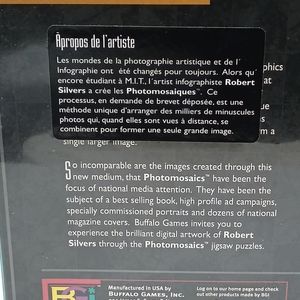 Apropos de l'artiste
Les mondes de la photographie artistique et de l'
Infographie ont été changés pour toujours. Alors qu'
encore étudiant à M.I.T., l'artist infographiste Robert
Silvers a crée les Photomosaiques™. Ce
processus, en demande de brevet déposée, est une
méthode unique d'arranger des milliers de minuscules
photos qui, quand elles sont vues à distance, se
combinent pour former une seule grande image.
phics
at
m a
single larger image.
So incomparable are the images created through this
new medium, that Photomosaics™ have been the
focus of national media attention. They have been the
subject of a best selling book, high profile ad campaigns,
specially commissioned portraits and dozens of national
magazine covers. Buffalo Games invites you to
experience the brilliant digital artwork of Robert
Silvers through the Photomosaics™ jigsaw puzzles.
Manufactured in USA by
Buffalo Games, Inc.
Log on to our home page and check
out other products made by BGI